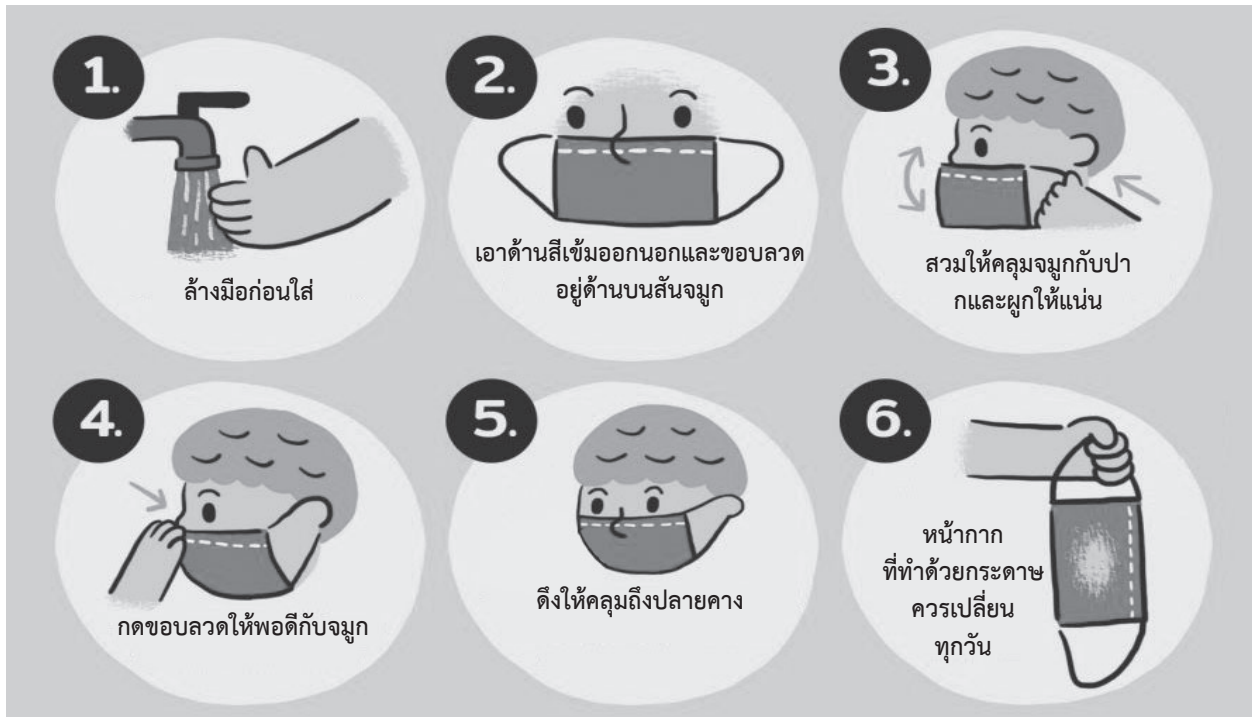 1.
ล้างมือก่อนใส่
2.
เอาด้านสีเข้มออกนอกและขอบลวด
อยู่ด้านบนสันจมูก
3.
สวมให้คลุมจมูกกับปา
กและผูกให้แน่น
4.
กดขอบลวดให้พอดีกับจมูก
5.
ดึงให้คลุมถึงปลายคาง
6.
หน้ากาก
ที่ทำด้วยกระดาษ
ควรเปลี่ยน
ทุกวัน